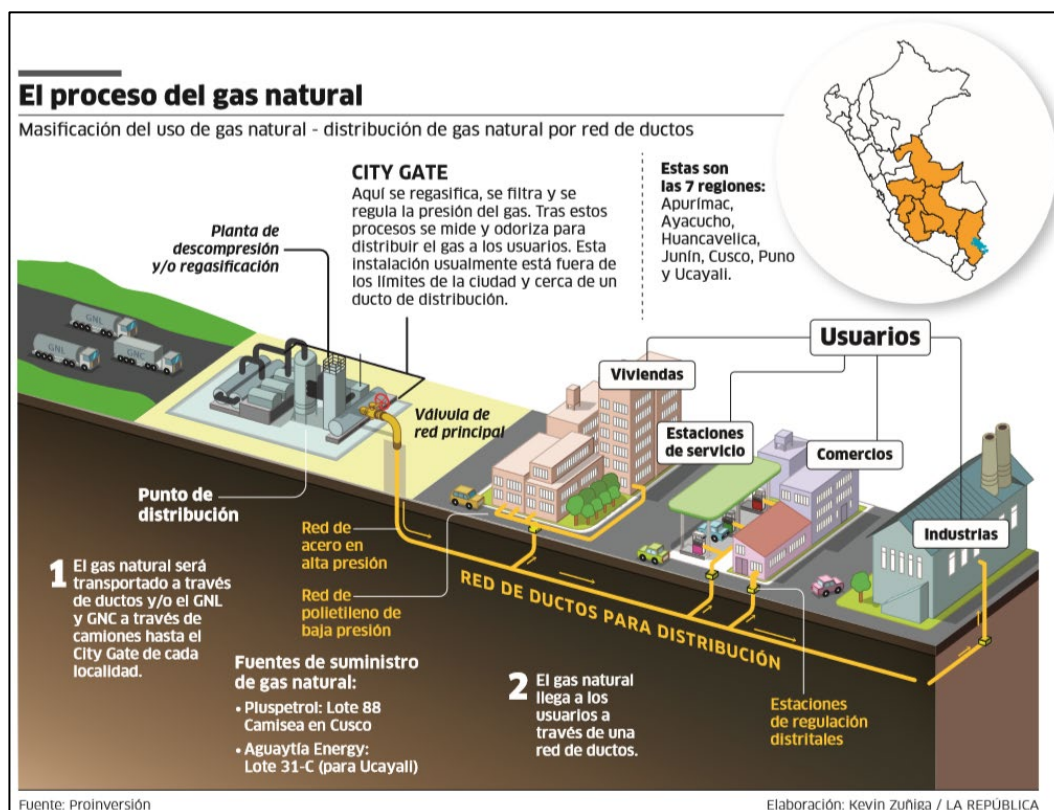 El proceso del gas natural
Masificación del uso de gas natural - distribución de gas natural por red de ductos
CITY GATE
Aquí se regasifica, se filtra y se
regula la presión del gas. Tras estos
procesos se mide y odoriza para
distribuir el gas a los usuarios. Esta
instalación usualmente está fuera de
los límites de la ciudad y cerca de un
ducto de distribución.
Estas son
las 7 regiones:
Apurímac,
Ayacucho,
Huancavelica,
Junín, Cusco, Puno
y Ucayali.
Planta de
descompresión
y/o regasificación
GNL
GNL
GNC
Usuarios
Viviendas
Estaciones
de servicio
Comercios
Industrias
Válvula de
red principal
Punto de
distribución
Red de
acero en
alta presión
Red de
polietileno de
baja presión
RED DE DUCTOS PARA DISTRIBUCIÓN
1 El gas natural será
transportado a través
de ductos y/o el GNL
y GNC a través de
camiones hasta el
City Gate de cada
localidad.
Fuentes de suministro
de gas natural:
• Pluspetrol: Lote 88
Camisea en Cusco
• Aguaytía Energy:
Lote 31-C (para Ucayali)
2 El gas natural
llega a los
usuarios a
través de una
red de ductos.
Estaciones
de regulación
distritales
Fuente: Proinversión
Elaboración: Kevin Zuñiga / LA REPÚBLICA